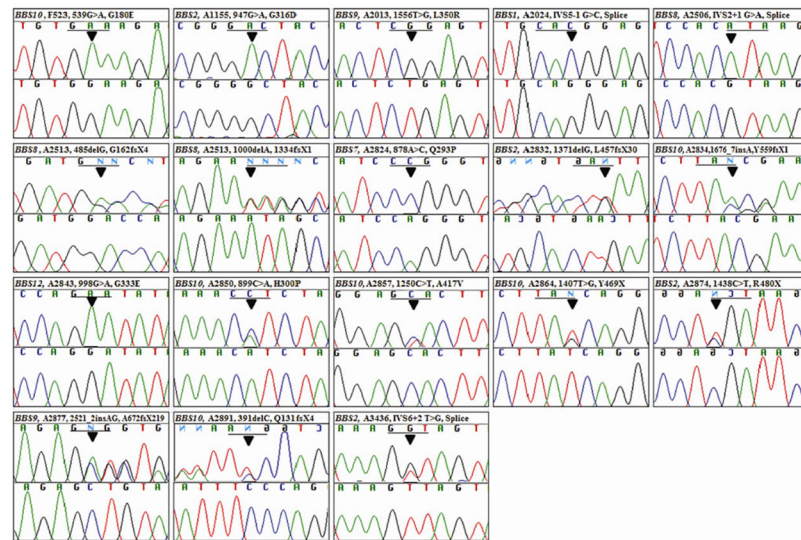 BBS10, F523, 539G>A, G180E
T G T G G A A A G A
T G T G G A A G A
BBS2, A1155, 947G>A, G316D
C G G G A C T A C
C G G G G C T A C
BBS9, A2013, 1556T>G, L350R
A C T C G G A G T
A C T C T G A G T
BBS1, A2024, IVS5-1 G>C, Splice
T G C A C G G A G
T G C A G G G A G
BBS8, A2506, IVS2+1 G>A, Splice
T C C A C A T A A G
C C A C G T A A G
BBS8, A2513, 485delG, G162fsX4
G A T G N N C N T
G A T G G A C C A
BBS8, A2513, 1000delA, 1334fsX1
A G A A N N N N C
A G A A A T A G C
BBS7, A2824, 878A>C, Q293P
A T C C C G G G T
A T C C A G G G T
BBS2, A2832, 1371delG, L457fsX30
g N N g T g A N T T
A C g T g A A C T T
BBS10, A2834,1676_7insA,Y559fsX1
C T T A N C G A A
T C T T A C G A A T
BBS12, A2843, 998G>A, G333E
C C A G A A T A T
C C A G G A T A T
BBS10, A2850, 899C>A, H300P
A A A C C T C T A
A A A C A T C T A
BBS10, A2857, 1250C>T, A417V
G G A G C A C T T
G G A G C A C T T
BBS10, A2864, 1407T>G, Y469X
C T T A N C A G G
C T T A T C A G G
BBS2, A2874, 1438C>T, R480X
g g A N C T A A g
g g A g C T A A g
BBS9, A2877, 2521_2insAG, A672fsX219
A G A G N G G T G
A G A G C T G T A
BBS10, A2891, 391delC, Q131fsX4
N N A A N g g T C
A T T T C C C A G
BBS2, A3436, IVS6+2 T>G, Splice
A A A G G T A G T
A A A G T T A G T